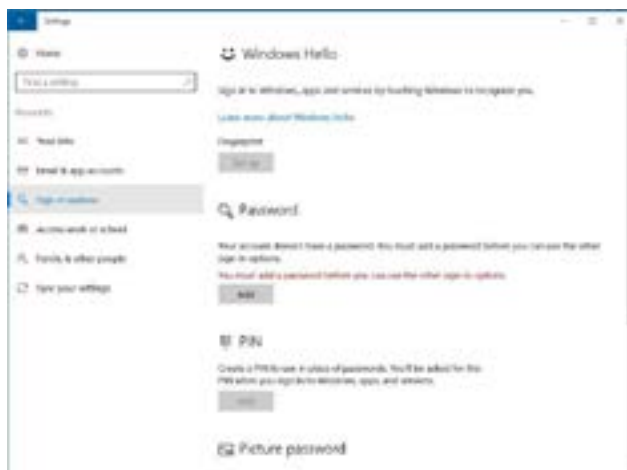 Settings
Home
Find a setting
Accounts
Your info
Email & app accounts
Sign-in options
Access work or school
Family & other people
Sync your settings
Windows Hello
Sign in to Windows, apps and services by teaching Windows to recognize you.
Learn more about Windows Hello
Fingerprint
Set up
Password
Your account doesn't have a password. You must add a password before you can use the other
sign-in options.
You must add a password before you can use the other sign-in options.
Add
PIN
Create a PIN to use in place of passwords. You'll be asked for this
PIN when you sign in to Windows, apps, and services.
Add
Picture password